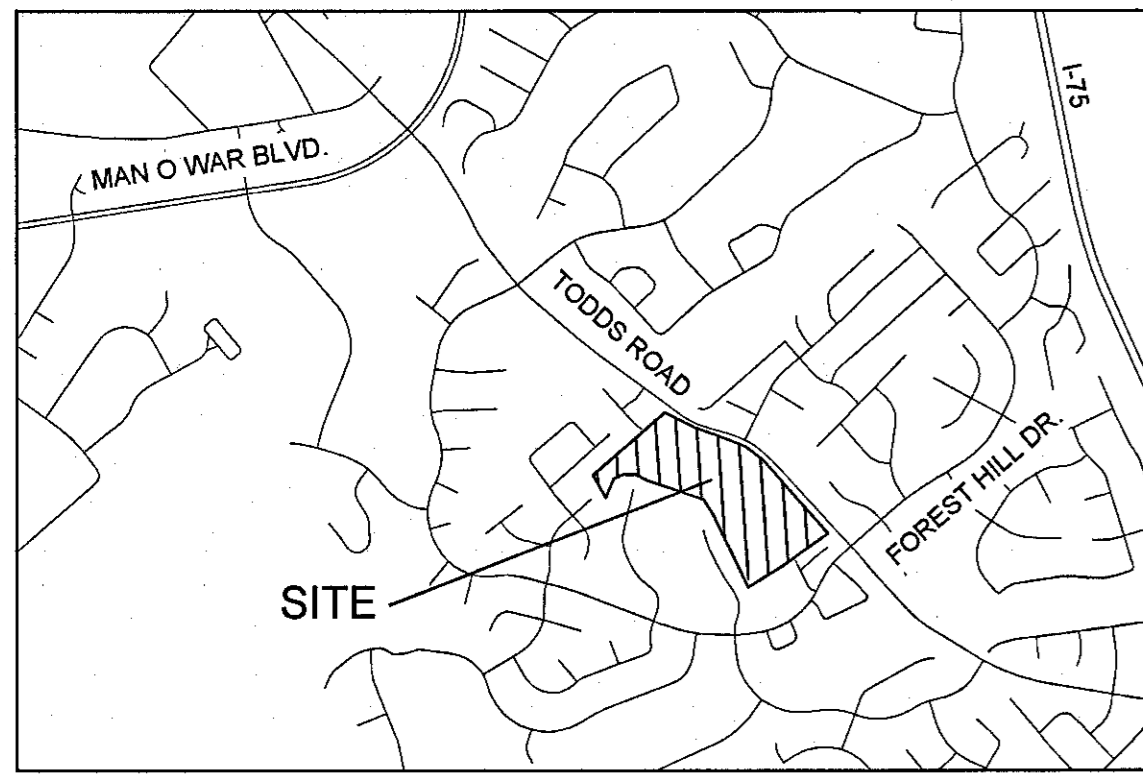 I-75
MAN O WAR BLVD.
TODDS ROAD
FOREST HILL DR.
SITE